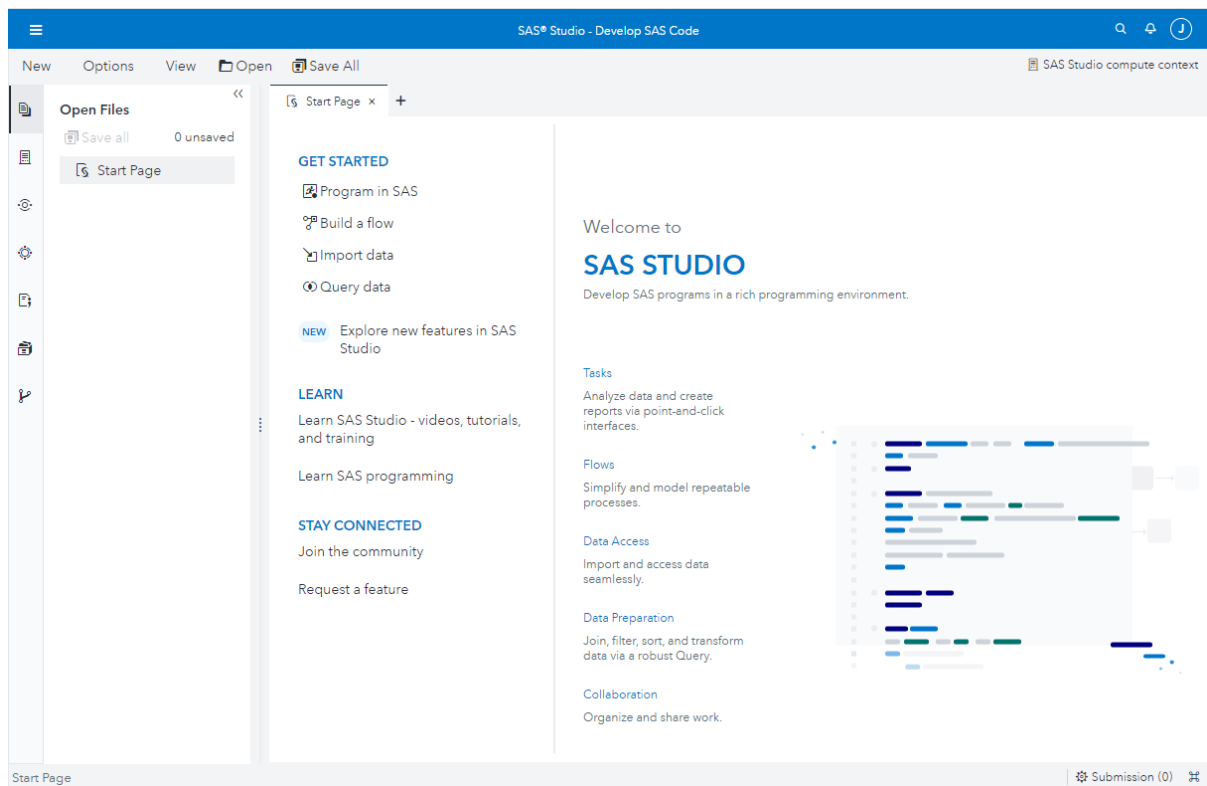 SAS® Studio - Develop SAS Code
J
New Options View Open Save All
SAS Studio compute context
Open Files
Save all 0 unsaved
Start Page
Start Page
GET STARTED
Program in SAS
Build a flow
Import data
Query data
NEW Explore new features in SAS
Studio
LEARN
Learn SAS Studio - videos, tutorials,
and training
Learn SAS programming
STAY CONNECTED
Join the community
Request a feature
Welcome to
SAS STUDIO
Develop SAS programs in a rich programming environment.
Tasks
Analyze data and create
reports via point-and-click
interfaces.
Flows
Simplify and model repeatable
processes.
Data Access
Import and access data
seamlessly.
Data Preparation
Join, filter, sort, and transform
data via a robust Query.
Collaboration
Organize and share work.
Start Page
Submission (0)